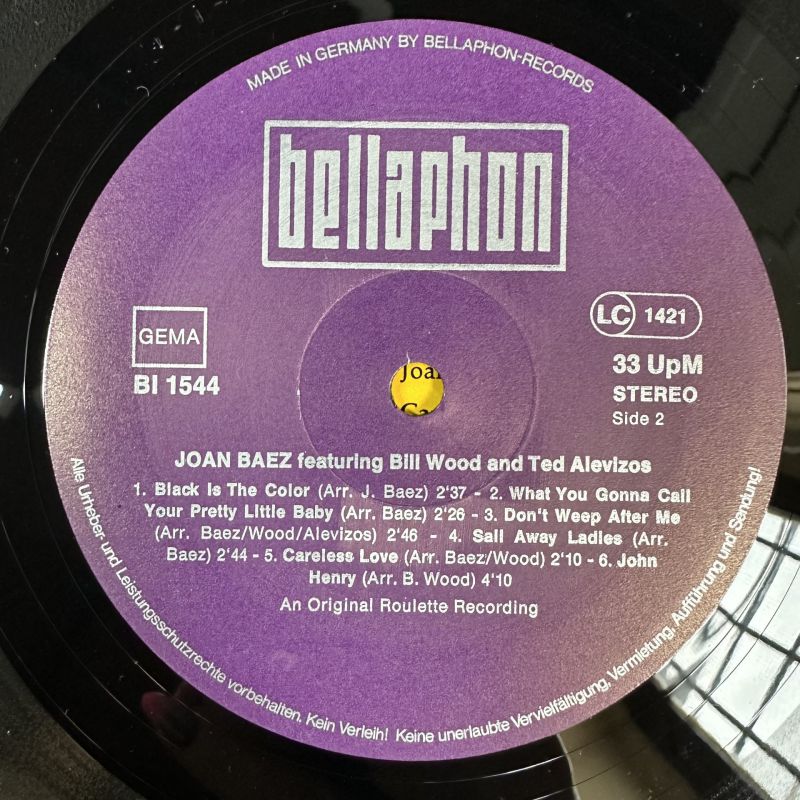 MADE IN GERMANY BY BELLAPHON-RECORDS
bellaphon
GEMA
BI 1544
LC 1421
33 UpM
STEREO
Side 2
Joa
Ca
JOAN BAEZ featuring Bill Wood and Ted Alevizos
1. Black Is The Color (Arr. J. Baez) 2'37 - 2. What You Gonna Call
Your Pretty Little Baby (Arr. Baez) 2'26 - 3. Don't Weep After Me
(Arr. Baez/Wood/Alevizos) 2'46 - 4. Sail Away Ladies (Arr.
Baez) 2'44 - 5. Careless Love (Arr. Baez/Wood) 2'10 - 6. John
Henry (Arr. B. Wood) 4'10
An Original Roulette Recording
Alle Urheber- und Leistungsschutzrechte vorbehalten. Kein Verleih! Keine unerlaubte Vervielfältigung, Vermietung, Aufführung und Sendung!